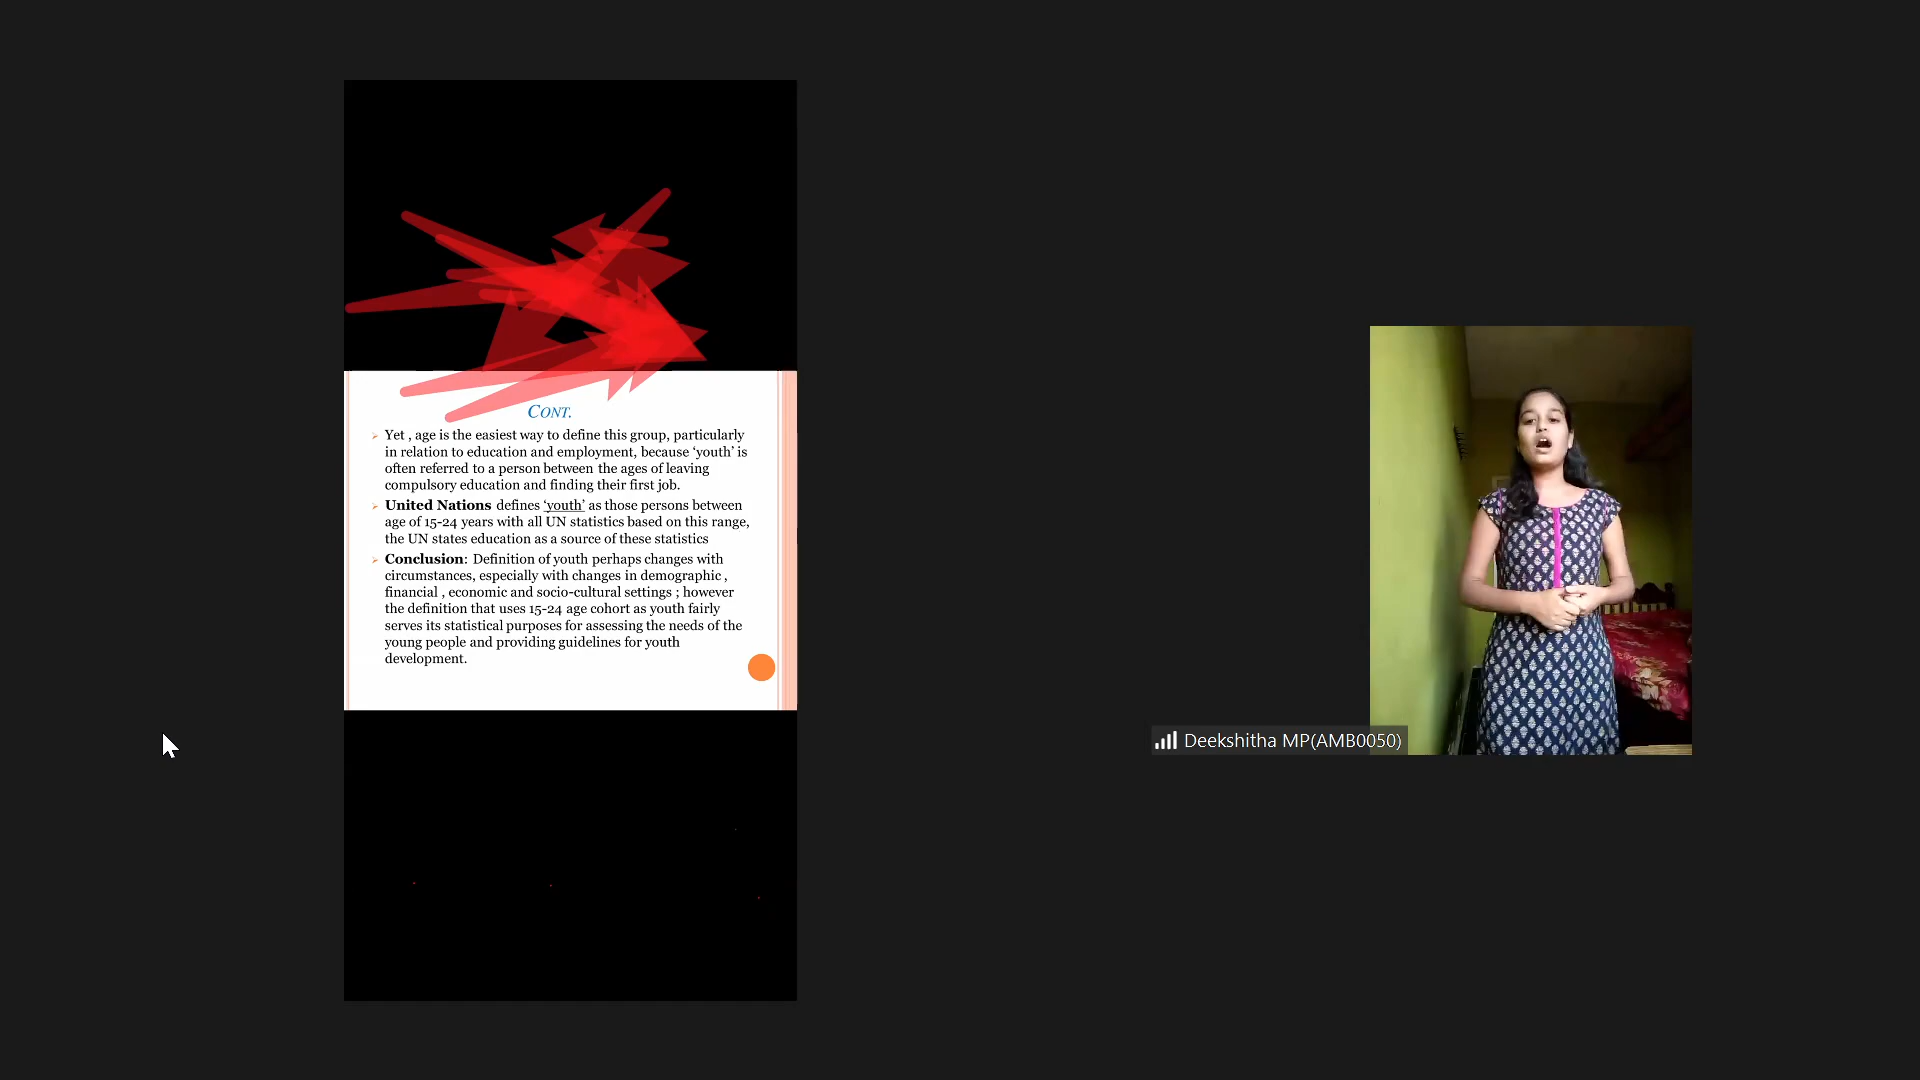 CONT.
Yet , age is the easiest way to define this group, particularly
in relation to education and employment, because ‘youth’ is
often referred to a person between the ages of leaving
compulsory education and finding their first job.
United Nations defines ‘youth’ as those persons between
age of 15-24 years with all UN statistics based on this range,
the UN states education as a source of these statistics
Conclusion: Definition of youth perhaps changes with
circumstances, especially with changes in demographic ,
financial , economic and socio-cultural settings ; however
the definition that uses 15-24 age cohort as youth fairly
serves its statistical purposes for assessing the needs of the
young people and providing guidelines for youth
development.
Deekshitha MP(AMB0050)